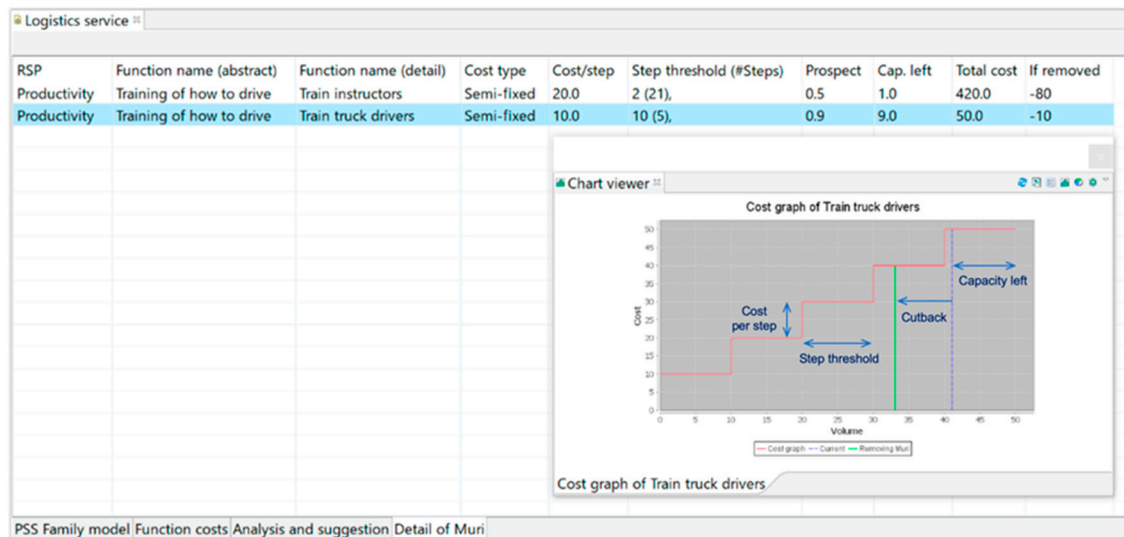 Logistics service
RSP Function name (abstract) Function name (detail) Cost type Cost/step Step threshold (#Steps) Prospect Cap. left Total cost If removed
Productivity Training of how to drive Train instructors Semi-fixed 20.0 2 (21), 0.5 1.0 420.0 -80
Productivity Training of how to drive Train truck drivers Semi-fixed 10.0 10 (5), 0.9 9.0 50.0 -10
Chart viewer
Cost graph of Train truck drivers
50
45
40
35
30
25
20
15
10
5
0
Cost
Capacity left
Cost
per step
Cutback
Step threshold
0 5 10 15 20 25 30 35 40 45 50
Volume
Cost graph Current Removing Muri
Cost graph of Train truck drivers
PSS Family model Function costs Analysis and suggestion Detail of Muri